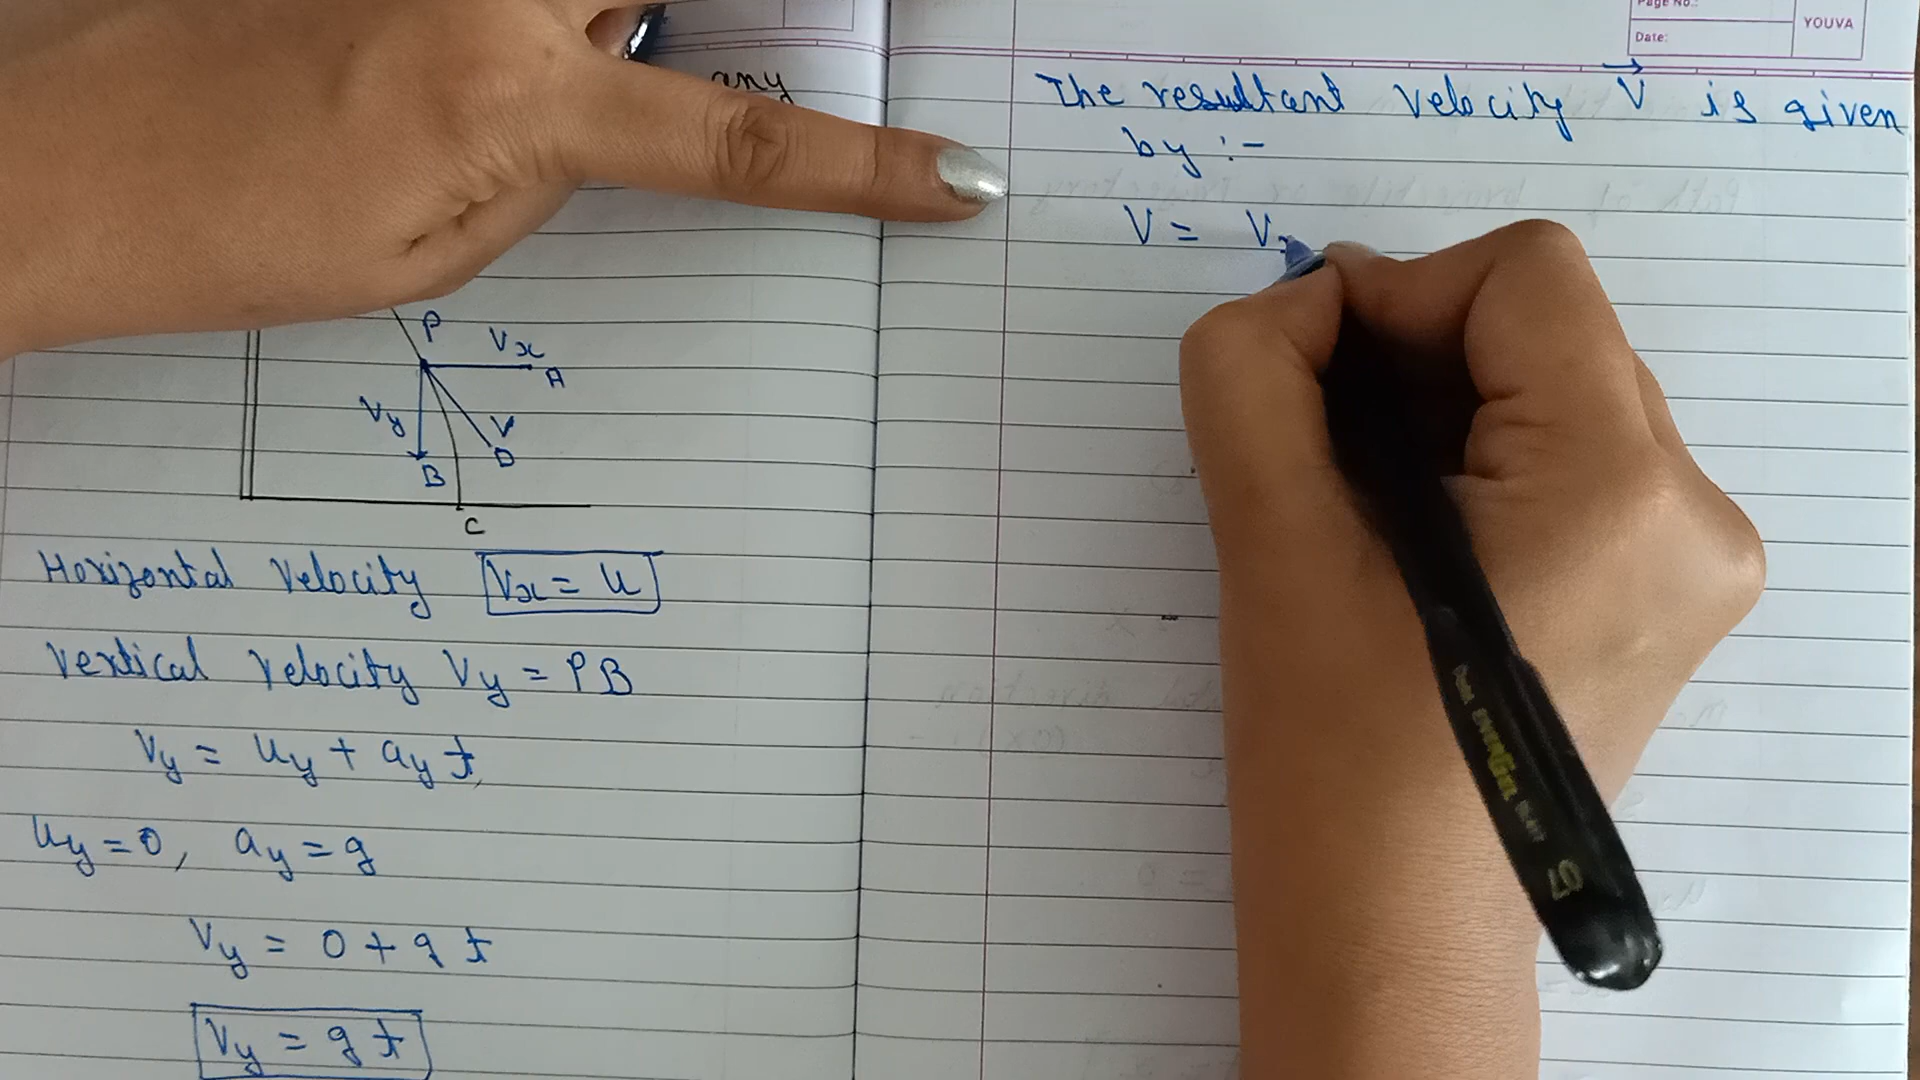 any
P
Vx
A
Vy
V
D
B
C
Horizontal Velocity Vx = u
Vertical Velocity Vy = PB
Vy = uy + ay t
uy = 0, ay = g
Vy = 0 + g t
Vy = g t
Page No.:
Date:
YOUVA
The resultant velocity V⃗ is given
by :-
V = Vx